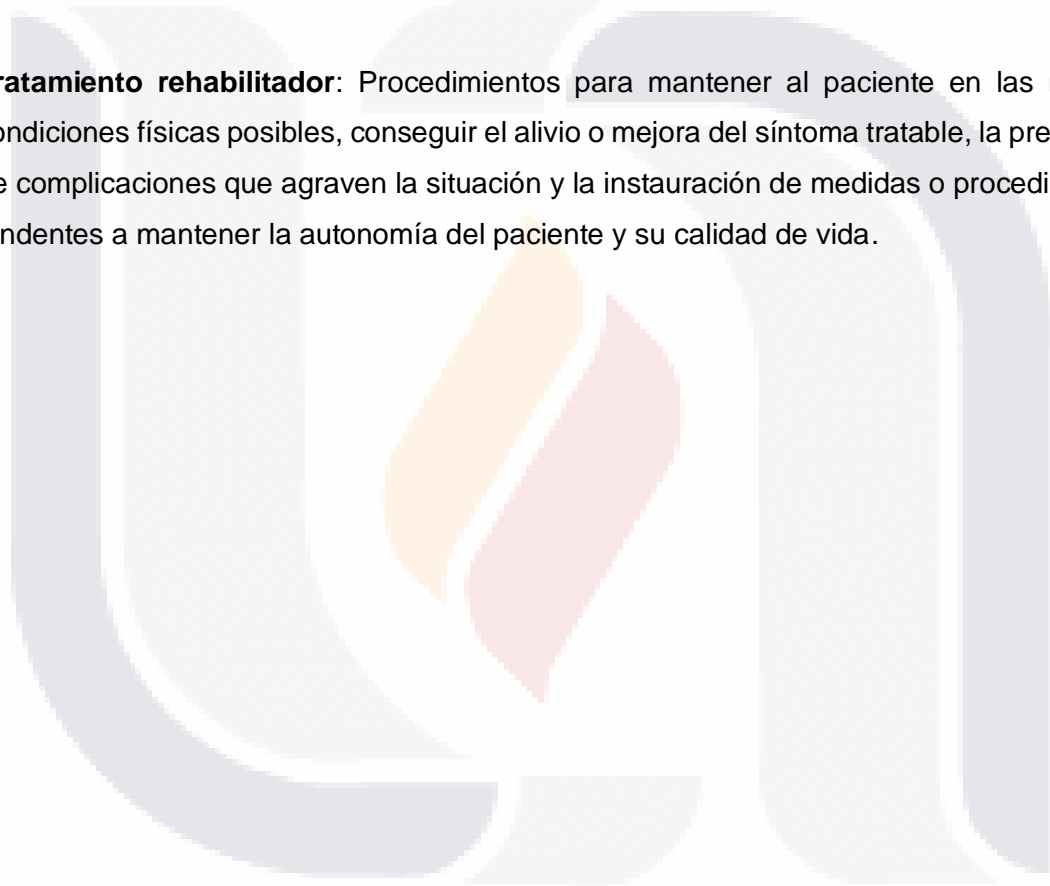 ratamiento rehabilitador: Procedimientos para mantener al paciente en las
ondiciones físicas posibles, conseguir el alivio o mejora del síntoma tratable, la pre
e complicaciones que agraven la situación y la instauración de medidas o procedi
ndentes a mantener la autonomía del paciente y su calidad de vida.